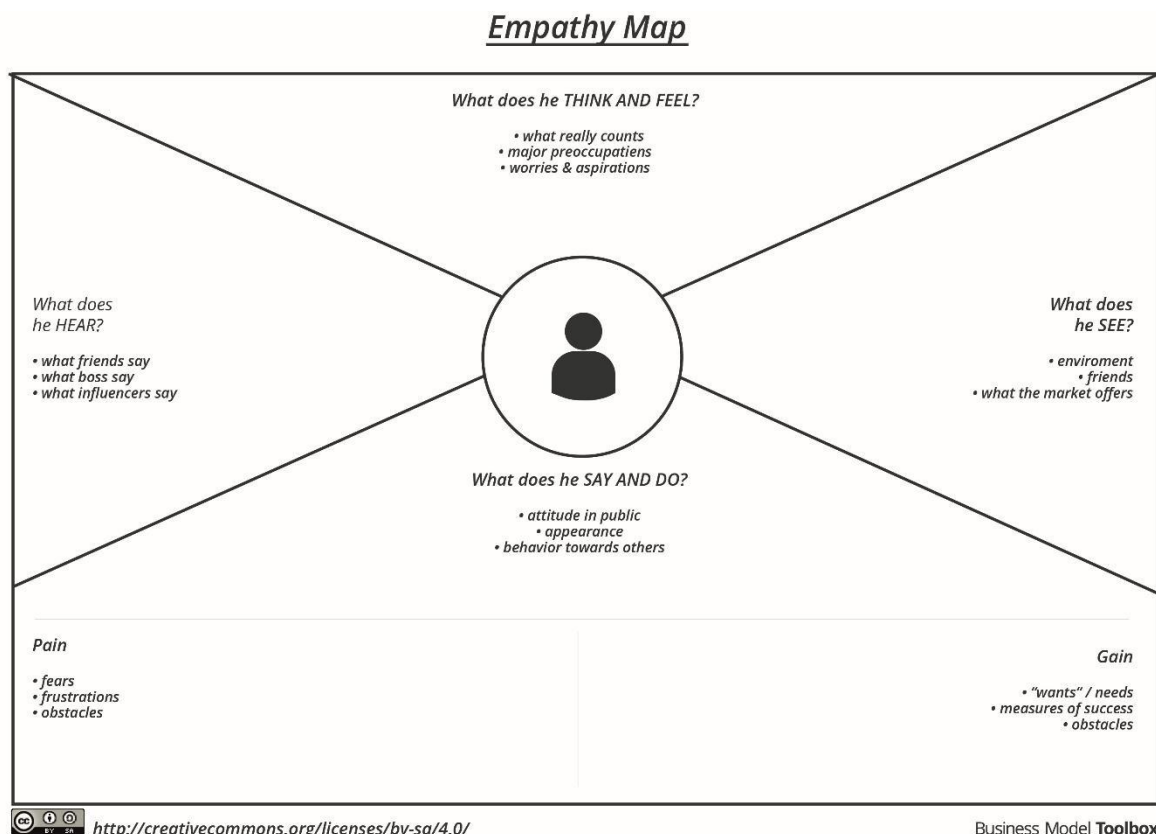 Empathy Map
What does he THINK AND FEEL?
• what really counts
• major preoccupatiens
• worries & aspirations
What does
he HEAR?
• what friends say
• what boss say
• what influencers say
What does
he SEE?
• enviroment
• friends
• what the market offers
What does he SAY AND DO?
• attitude in public
• appearance
• behavior towards others
Pain
• fears
• frustrations
• obstacles
Gain
• “wants” / needs
• measures of success
• obstacles
cc BY SA
http://creativecommons.org/licenses/by-sa/4.0/
Business Model Toolbox